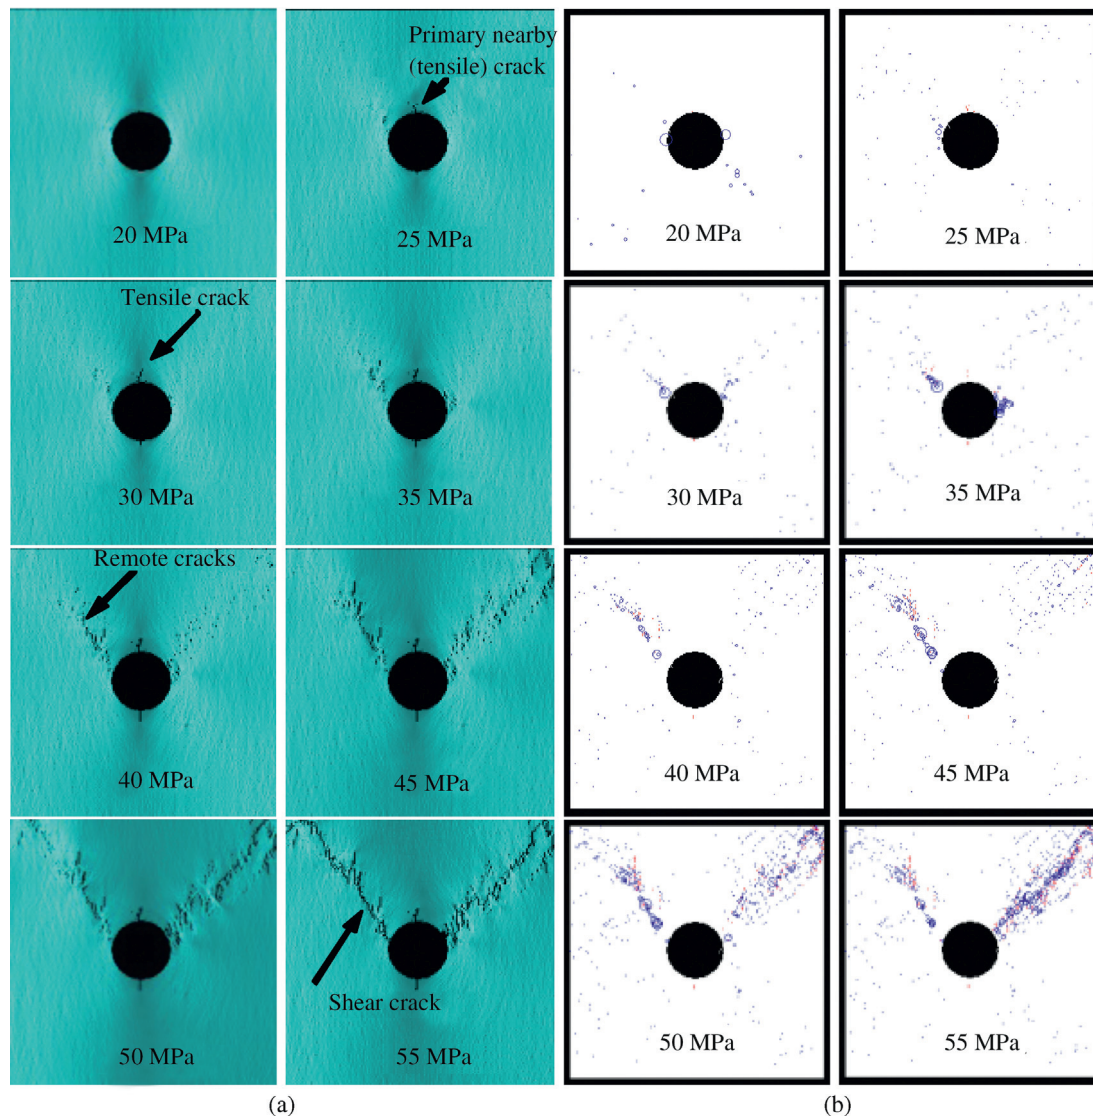 Primary nearby
(tensile) crack
20 MPa
25 MPa
20 MPa
25 MPa
Tensile crack
30 MPa
35 MPa
30 MPa
35 MPa
Remote cracks
40 MPa
45 MPa
40 MPa
45 MPa
Shear crack
50 MPa
55 MPa
50 MPa
55 MPa
(a)
(b)